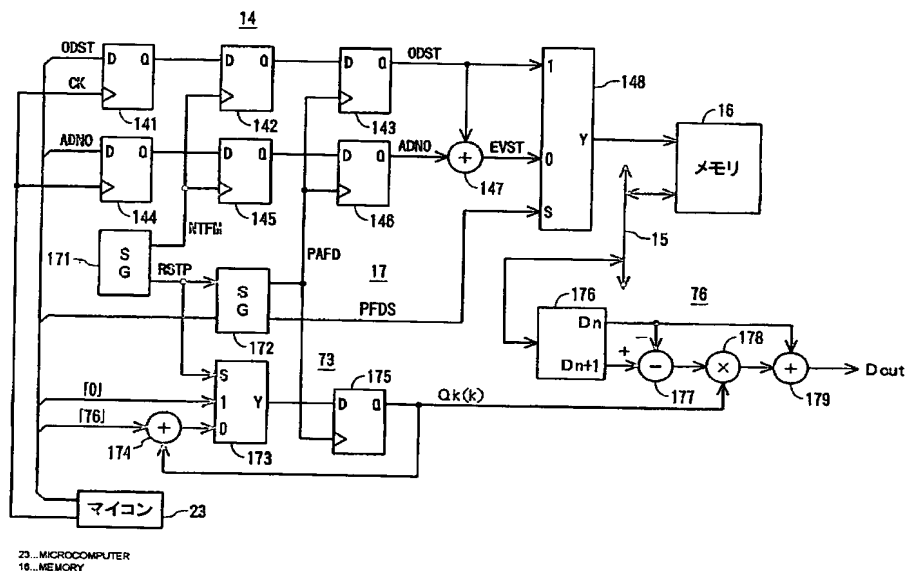 14
ODST
D Q
D Q
D Q
ODST
CK
141
142
143
1
148
16
ADNO
D Q
D Q
D Q
ADNO
+
EVST
0
Y
メモリ
144
145
146
147
S
NTFM
171
SG
RSTP
SG
PAFD
17
PFDS
15
172
176
76
Dn
178
Dn+1
+
−
−
×
+
Dout
177
179
73
175
S
「0」
1
Y
D Q
Qk(k)
「76」
+
0
174
173
マイコン
23
23...MICROCOMPUTER
16...MEMORY